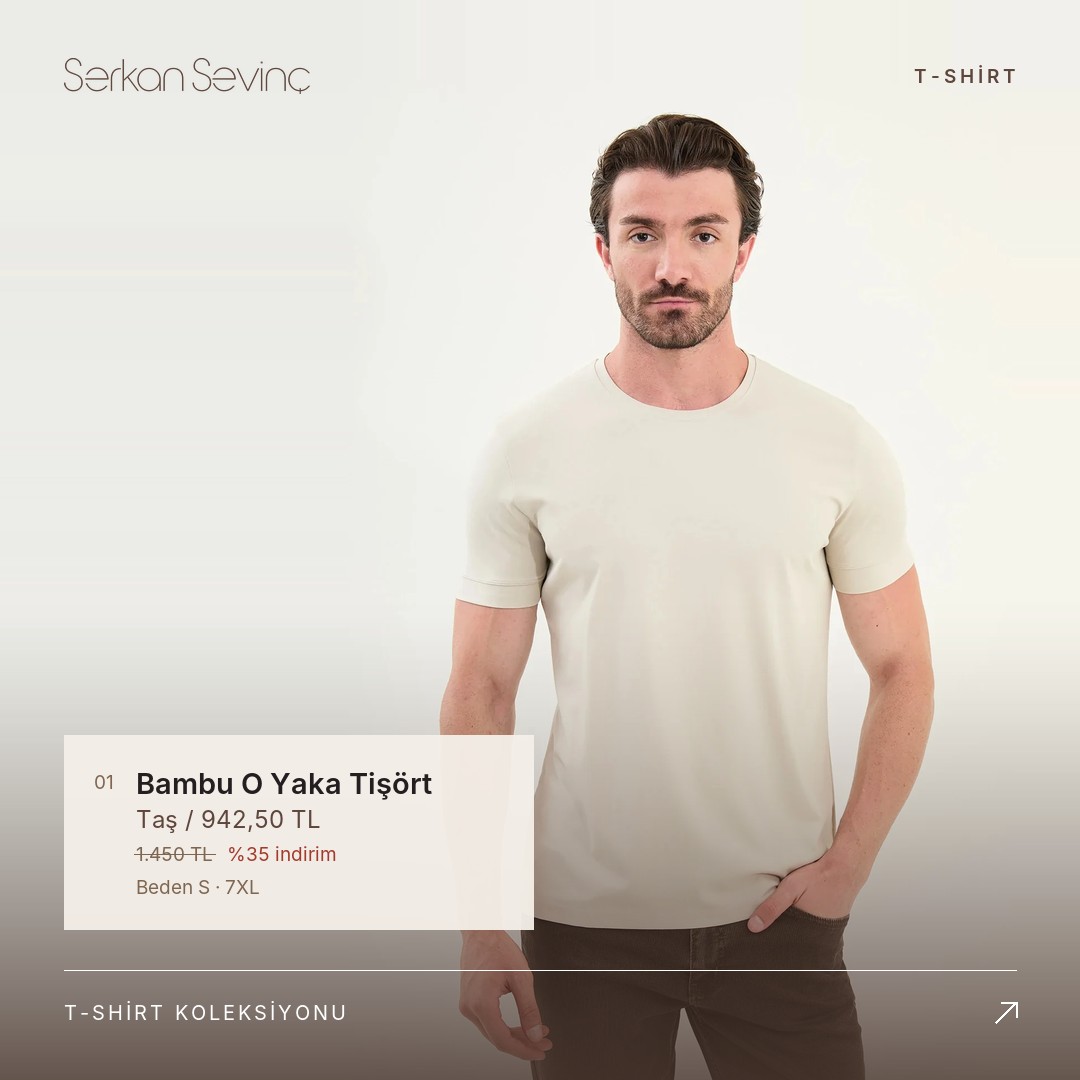 Serkan Sevinç
T-SHİRT
01 Bambu O Yaka Tişört
Taş / 942,50 TL
1.450 TL %35 indirim
Beden S · 7XL
T-SHİRT KOLEKSİYONU